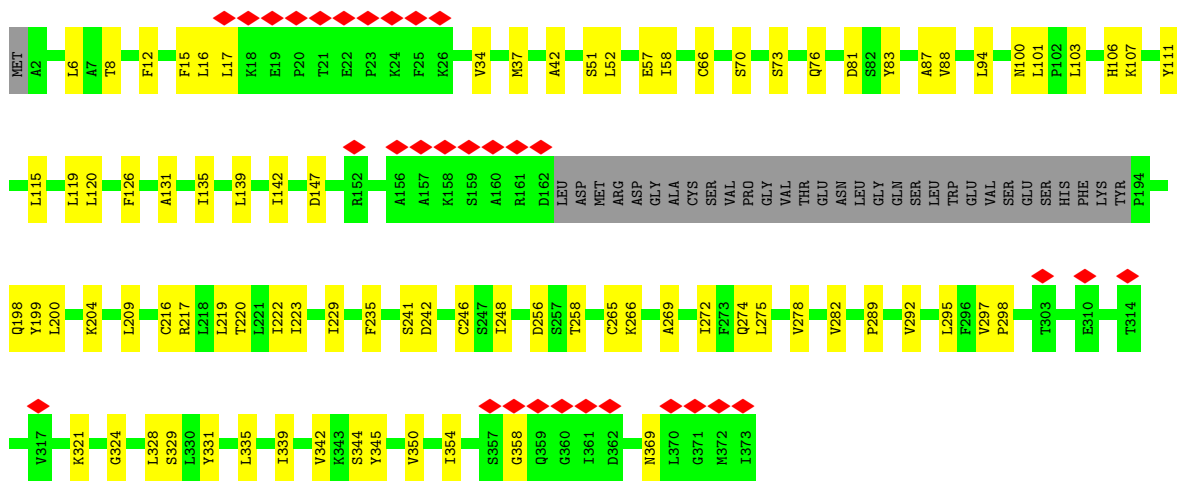 MET A2 L6 A7 T8 F12 F15 L16 L17 K18 E19 P20 T21 E22 P23 K24 F25 K26 V34 M37 A42 S51 L52 E57 I58 C66 S70 S73 Q76 D81 S82 Y83 A87 V88 L94 N100 L101 P102 L103 H106 K107 Y111
L115 L119 L120 F126 A131 I135 L139 I142 D147 R152 A156 A157 K158 S159 A160 R161 D162 LEU ASP MET ARG ASP GLY ALA CYS SER VAL PRO GLY VAL THR GLU ASN LEU GLY GLN SER LEU TRP GLU VAL SER GLU SER HIS PHE LYS TYR P194
Q198 Y199 L200 K204 L209 C216 R217 L218 L219 T220 L221 I222 I223 I229 F235 S241 D242 C246 S247 I248 D256 S257 T258 C265 K266 A269 I272 F273 Q274 L275 V278 V282 P289 V292 L295 F296 V297 P298 T303 E310 T314
V317 K321 G324 L328 S329 L330 Y331 L335 I339 V342 K343 S344 Y345 V350 I354 S357 G358 Q359 G360 I361 D362 N369 L370 G371 M372 I373